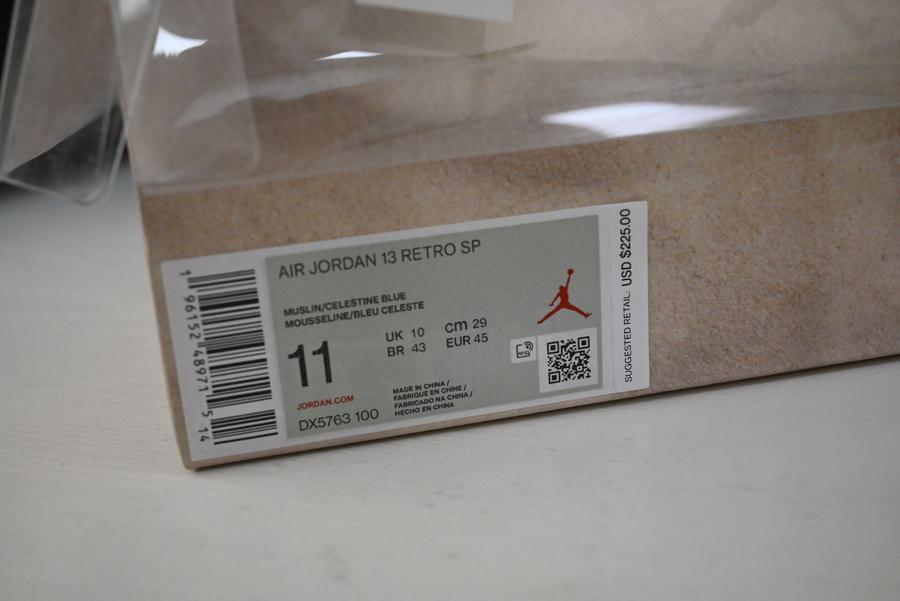 AIR JORDAN 13 RETRO SP
MUSLIN/CELESTINE BLUE
MOUSSELINE/BLEU CELESTE
11
UK 10 cm 29
BR 43 EUR 45
JORDAN.COM
DX5763 100
MADE IN CHINA /
FABRIQUE EN CHINE /
FABRICADO NA CHINA /
HECHO EN CHINA
1 96152 48971 5 14
SUGGESTED RETAIL: USD $225.00